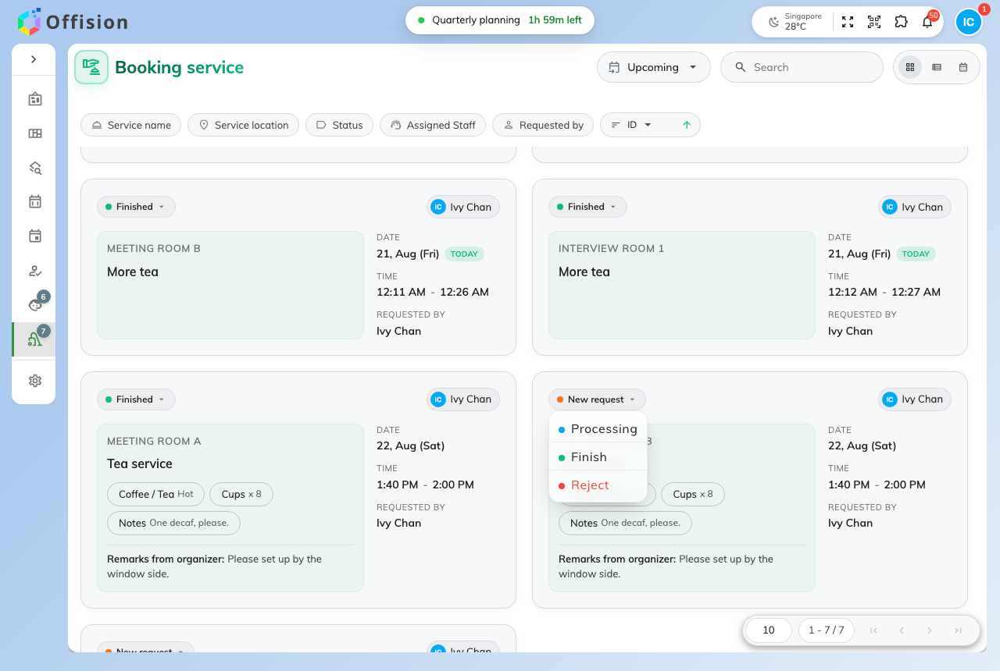 Offision
Quarterly planning 1h 59m left
Singapore
28°C
50
1
IC
Booking service
Upcoming
Search
Service name
Service location
Status
Assigned Staff
Requested by
ID
6
7
Finished
IC Ivy Chan
MEETING ROOM B
More tea
DATE
21, Aug (Fri) TODAY
TIME
12:11 AM - 12:26 AM
REQUESTED BY
Ivy Chan
Finished
IC Ivy Chan
INTERVIEW ROOM 1
More tea
DATE
21, Aug (Fri) TODAY
TIME
12:12 AM - 12:27 AM
REQUESTED BY
Ivy Chan
Finished
IC Ivy Chan
MEETING ROOM A
Tea service
Coffee / Tea Hot
Cups x 8
Notes One decaf, please.
Remarks from organizer: Please set up by the
window side.
DATE
22, Aug (Sat)
TIME
1:40 PM - 2:00 PM
REQUESTED BY
Ivy Chan
New request
IC Ivy Chan
Processing
Finish
Reject
Cups x 8
Notes One decaf, please.
Remarks from organizer: Please set up by the
window side.
DATE
22, Aug (Sat)
TIME
1:40 PM - 2:00 PM
REQUESTED BY
Ivy Chan
New request
IC Ivy Chan
10
1 - 7 / 7